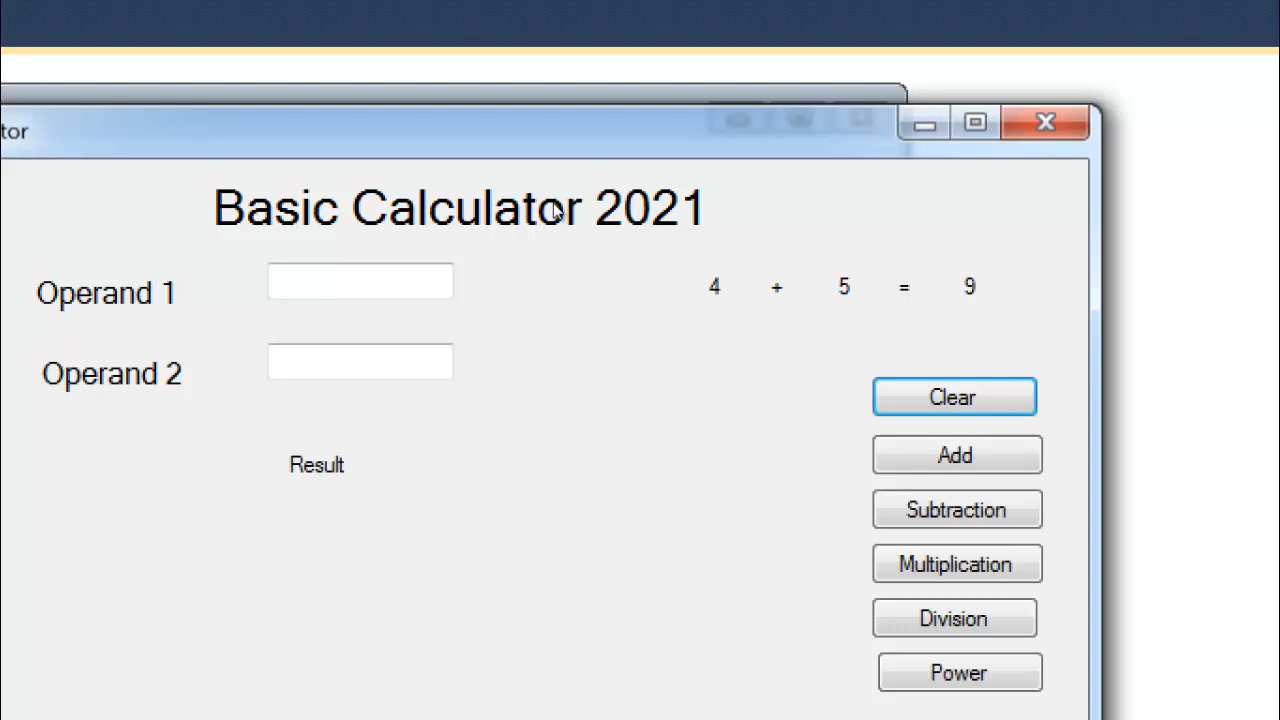 tor
Basic Calculator 2021
Operand 1
4 + 5 = 9
Operand 2
Clear
Add
Result
Subtraction
Multiplication
Division
Power